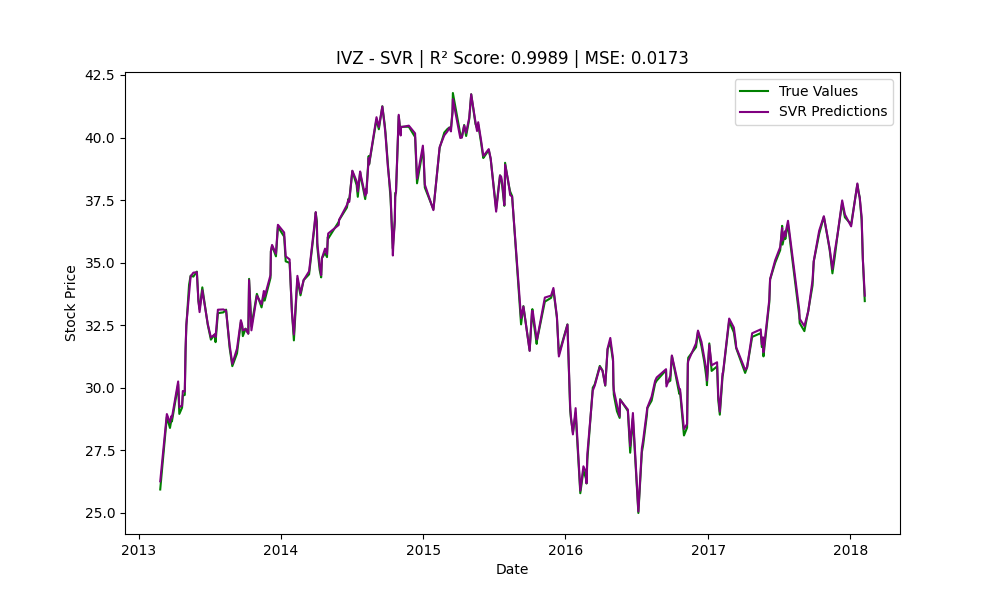 IVZ - SVR | R² Score: 0.9989 | MSE: 0.0173
True Values
SVR Predictions
Stock Price
42.5
40.0
37.5
35.0
32.5
30.0
27.5
25.0
2013
2014
2015
2016
2017
2018
Date